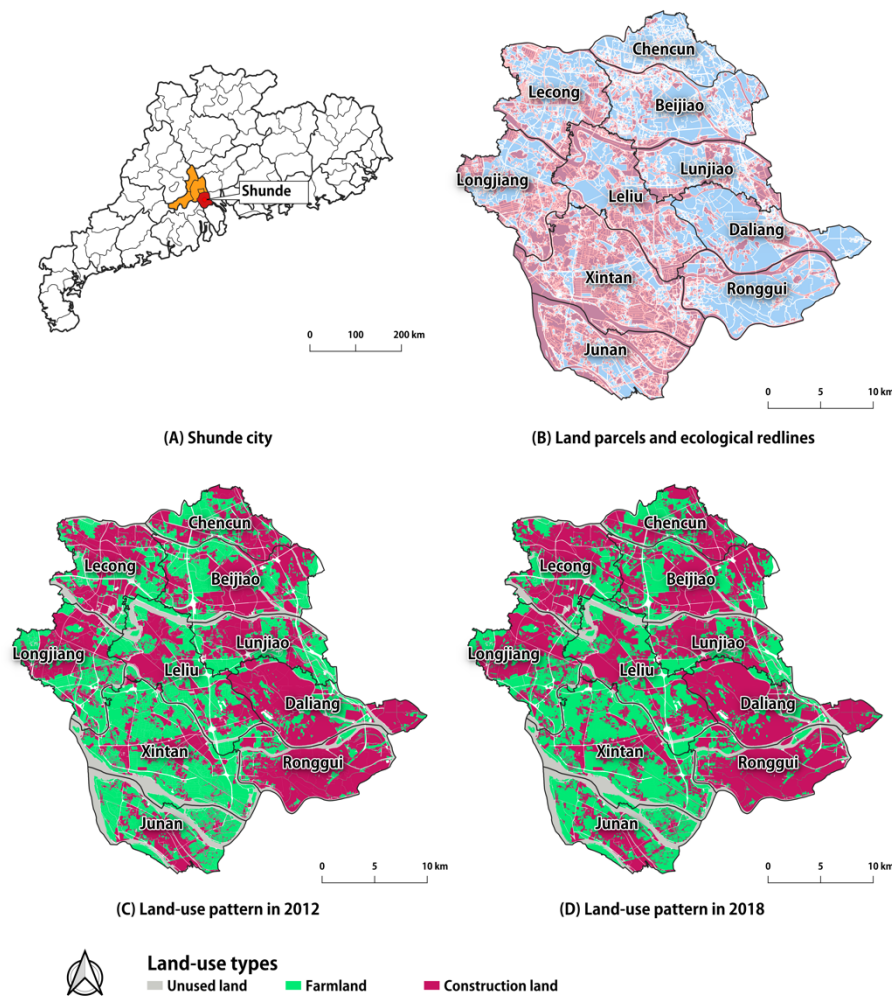 Shunde
0 100 200 km
(A) Shunde city
Chencun
Lecong
Beijiao
Longjiang
Leliu
Lunjiao
Daliang
Xintan
Ronggui
Junan
0 5 10 km
(B) Land parcels and ecological redlines
Chencun
Lecong
Beijiao
Longjiang
Leliu
Lunjiao
Daliang
Xintan
Ronggui
Junan
0 5 10 km
(C) Land-use pattern in 2012
Chencun
Lecong
Beijiao
Longjiang
Leliu
Lunjiao
Daliang
Xintan
Ronggui
Junan
0 5 10 km
(D) Land-use pattern in 2018
Land-use types
Unused land Farmland Construction land